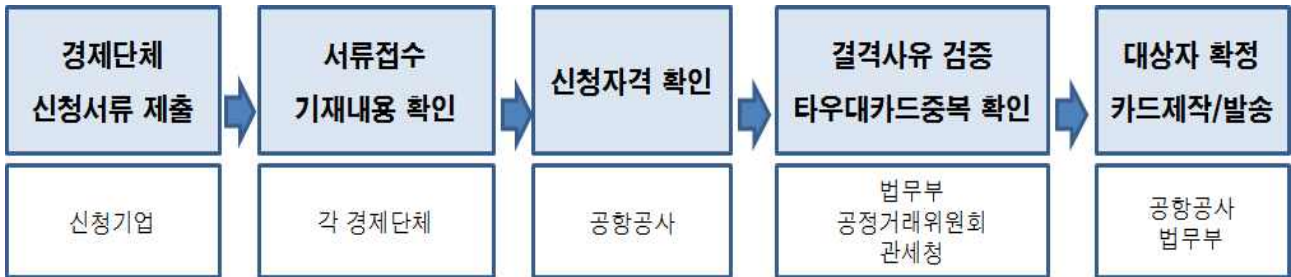 경제단체
신청서류 제출
서류접수
기재내용 확인
신청자격 확인
결격사유 검증
타우대카드중복 확인
대상자 확정
카드제작/발송
신청기업
각 경제단체
공항공사
법무부
공정거래위원회
관세청
공항공사
법무부